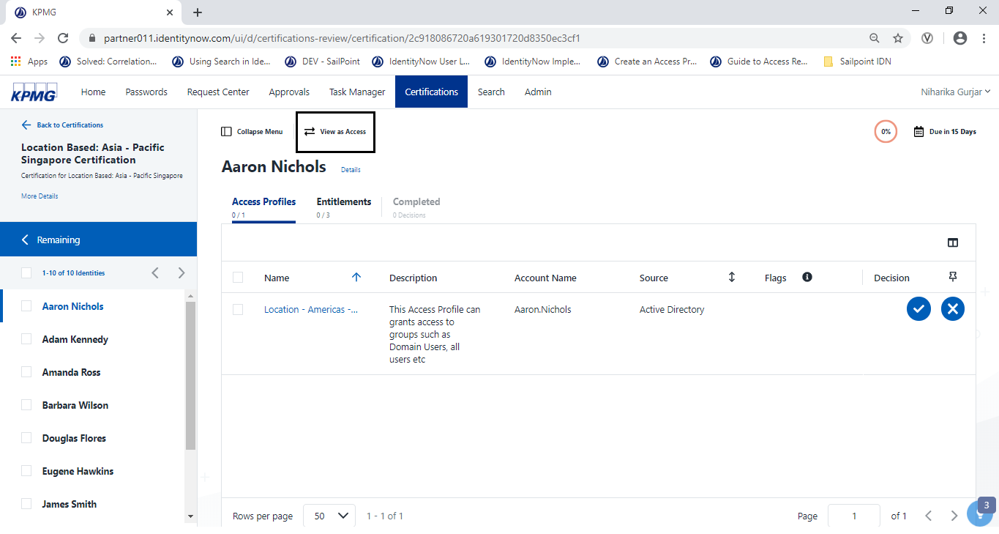 KPMG
partner011.identitynow.com/ui/d/certifications-review/certification/2c918086720a619301720d8350ec3cf1
Apps Solved: Correlation... Using Search in Ide... DEV - SailPoint IdentityNow User L... IdentityNow Imple... Create an Access Pr... Guide to Access Re... Sailpoint IDN
KPMG Home Passwords Request Center Approvals Task Manager Certifications Search Admin Niharika Gurjar
Back to Certifications
Location Based: Asia - Pacific
Singapore Certification
Certification for Location Based: Asia - Pacific Singapore
More Details
Remaining
1-10 of 10 Identities
Aaron Nichols
Adam Kennedy
Amanda Ross
Barbara Wilson
Douglas Flores
Eugene Hawkins
James Smith
Collapse Menu View as Access 0% Due in 15 Days
Aaron Nichols Details
Access Profiles Entitlements Completed
0 / 1 0 / 3 0 Decisions
Name Description Account Name Source Flags Decision
Location - Americas -... This Access Profile can Aaron.Nichols Active Directory
grants access to
groups such as
Domain Users, all
users etc
Rows per page 50 1 - 1 of 1 Page 1 of 1
3